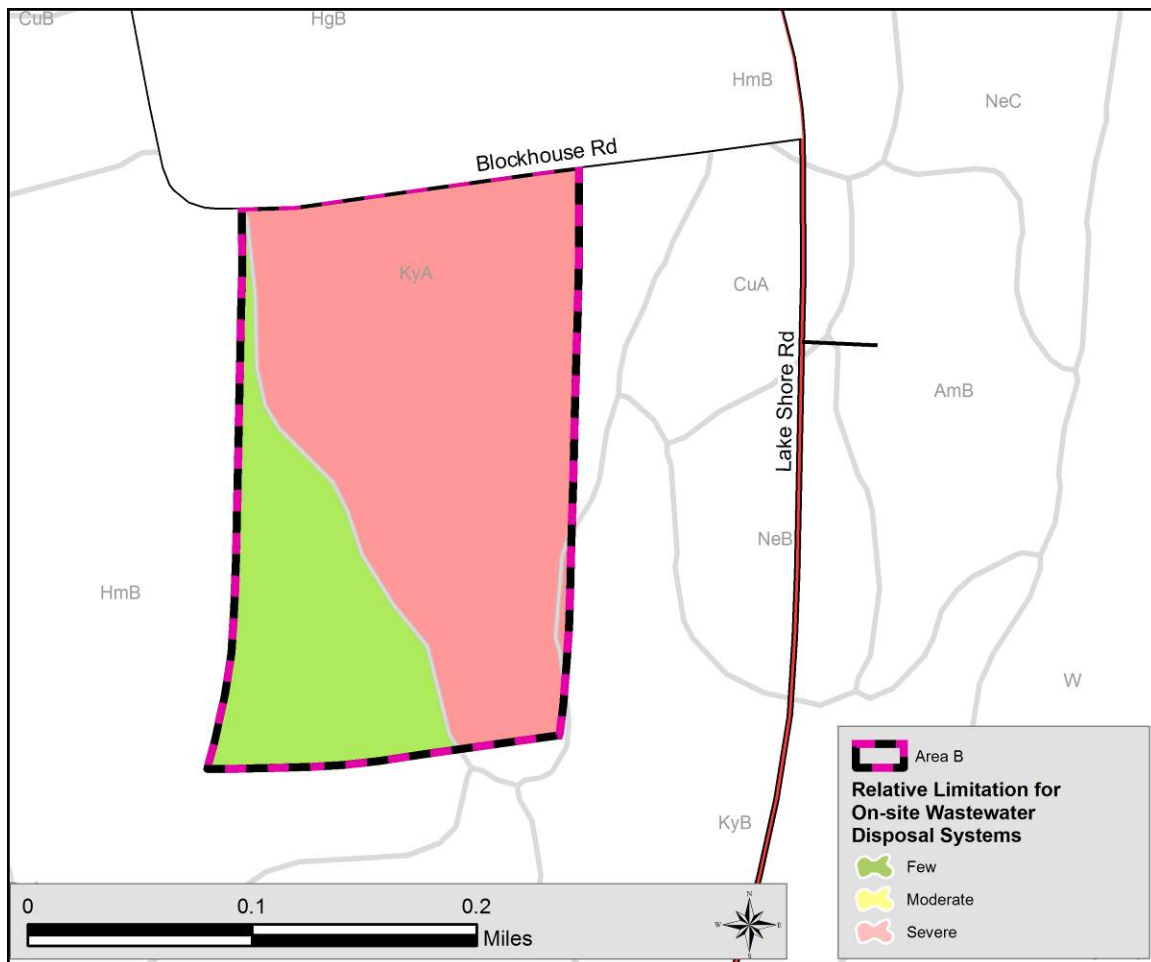 CuB
HgB
HmB
NeC
Blockhouse Rd
KyA
CuA
Lake Shore Rd
AmB
NeB
HmB
W
KyB
Area B
Relative Limitation for
On-site Wastewater
Disposal Systems
Few
Moderate
Severe
0 0.1 0.2
Miles
N
W E
S